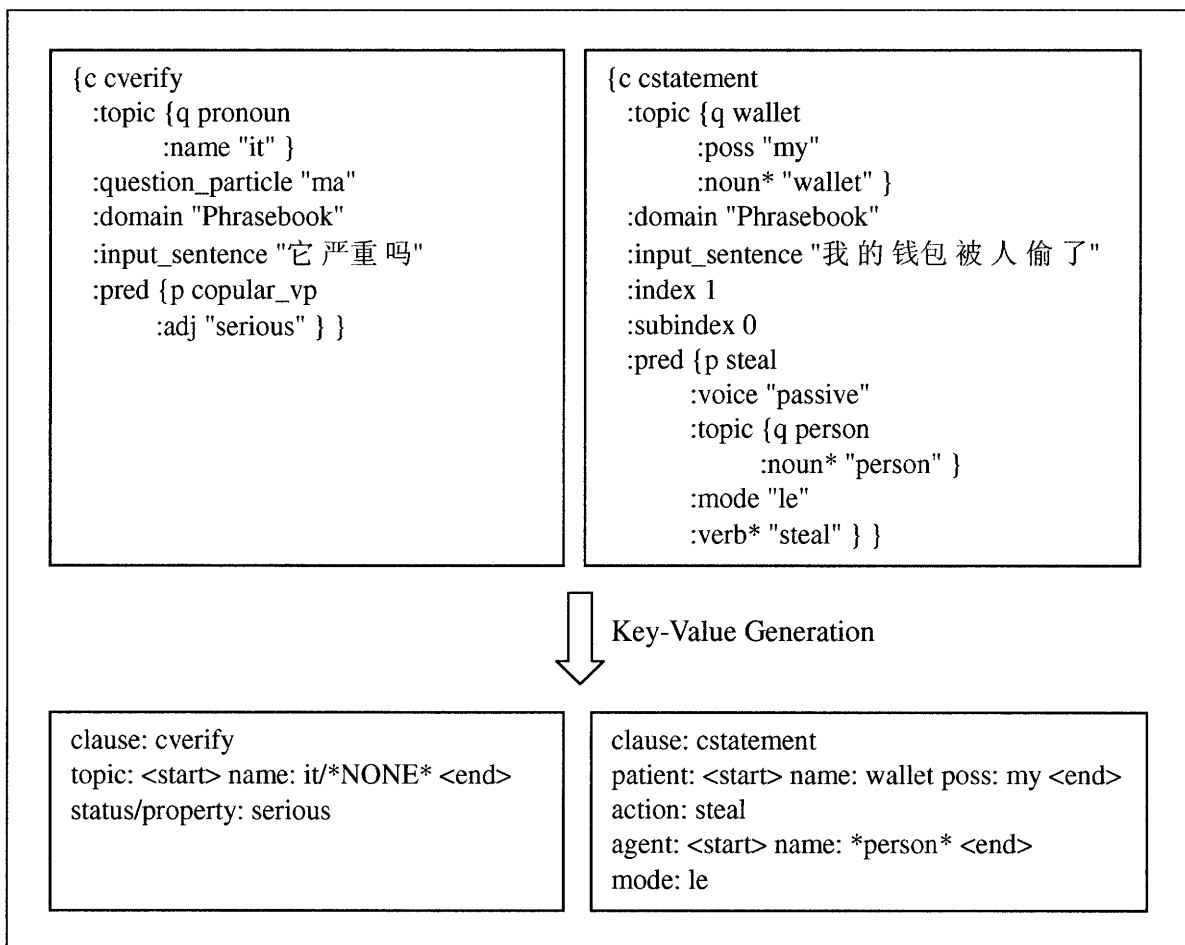 {c cverify
:topic {q pronoun
:name "it" }
:question_particle "ma"
:domain "Phrasebook"
:input_sentence "它 严重 吗"
:pred {p copular_vp
:adj "serious" } }
{c cstatement
:topic {q wallet
:poss "my"
:noun* "wallet" }
:domain "Phrasebook"
:input_sentence "我 的 钱包 被 人 偷 了"
:index 1
:subindex 0
:pred {p steal
:voice "passive"
:topic {q person
:noun* "person" }
:mode "le"
:verb* "steal" } }
Key-Value Generation
clause: cverify
topic: <start> name: it/*NONE* <end>
status/property: serious
clause: cstatement
patient: <start> name: wallet poss: my <end>
action: steal
agent: <start> name: *person* <end>
mode: le